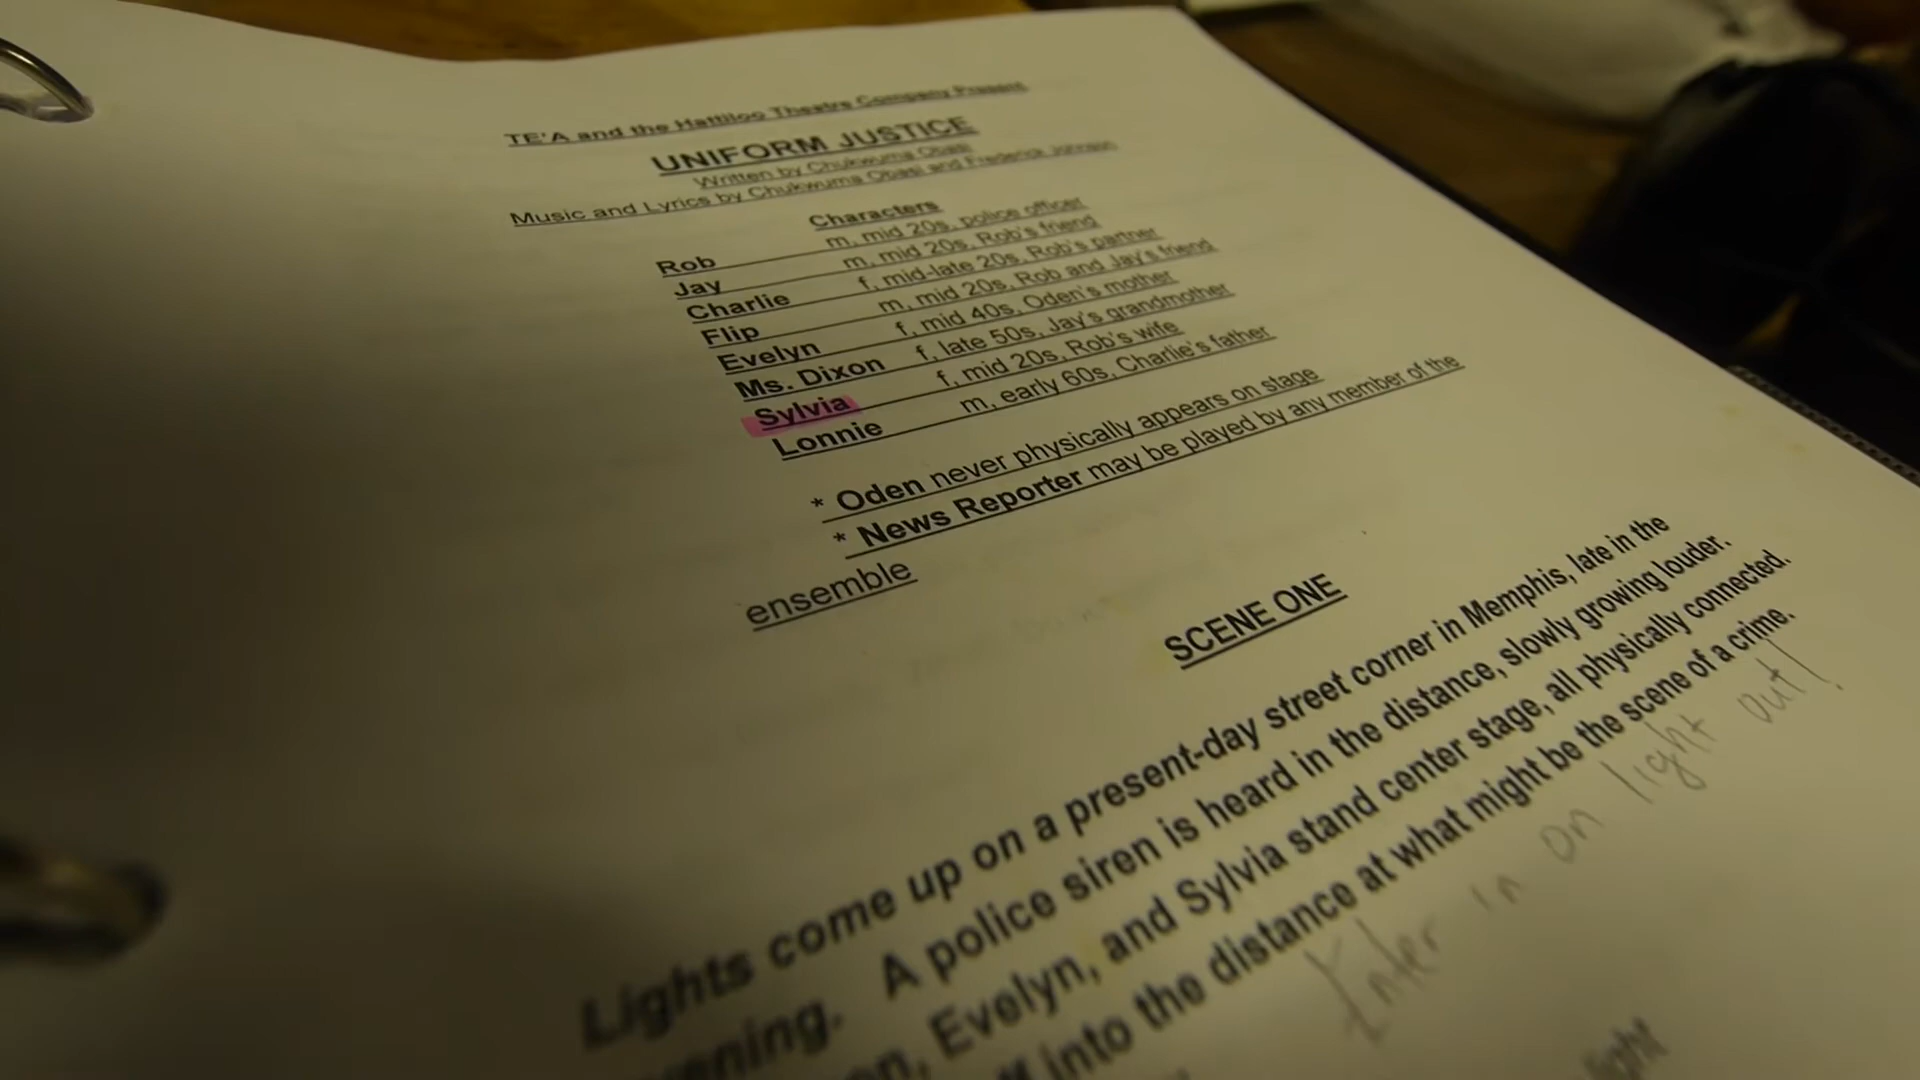 TE'A and the Hattiloo Theatre Company Present
UNIFORM JUSTICE
Written by Chukwuma Obasi
Music and Lyrics by Chukwuma Obasi and Frederick Johnson
Characters
Rob m, mid 20s, police officer
Jay m, mid 20s, Rob's friend
Charlie f, mid-late 20s, Rob's partner
Flip m, mid 20s, Rob and Jay's friend
Evelyn f, mid 40s, Oden's mother
Ms. Dixon f, late 50s, Jay's grandmother
Sylvia f, mid 20s, Rob's wife
Lonnie m, early 60s, Charlie's father
* Oden never physically appears on stage
* News Reporter may be played by any member of the
ensemble
SCENE ONE
Lights come up on a present-day street corner in Memphis, late in the
A police siren is heard in the distance, slowly growing louder.
Evelyn, and Sylvia stand center stage, all physically connected.
into the distance at what might be the scene of a crime.
Enter in on light out!
light